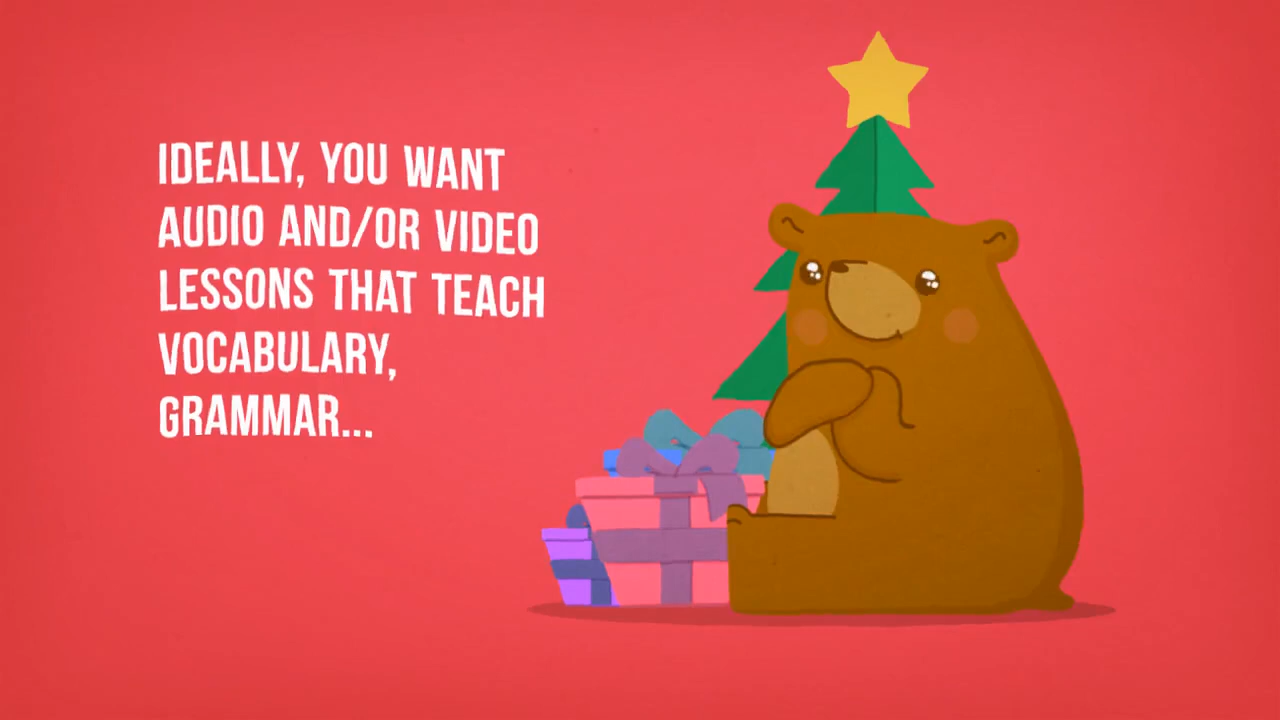 IDEALLY, YOU WANT
AUDIO AND/OR VIDEO
LESSONS THAT TEACH
VOCABULARY,
GRAMMAR...